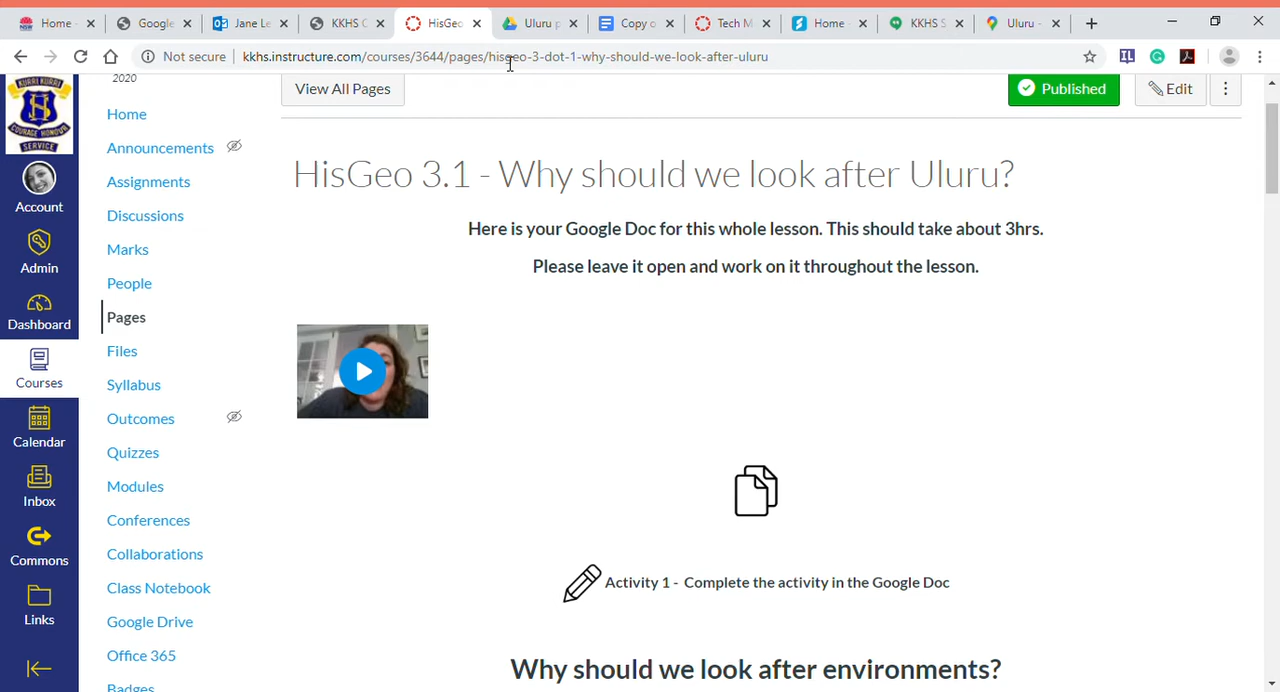 Home -
Google
Jane Le
KKHS C
HisGeo
Uluru p
Copy o
Tech M
Home -
KKHS S
Uluru -
Not secure
kkhs.instructure.com/courses/3644/pages/hisgeo-3-dot-1-why-should-we-look-after-uluru
2020
KURRI KURRI
COURAGE HONOUR
SERVICE
Account
Admin
Dashboard
Courses
Calendar
Inbox
Commons
Links
Home
Announcements
Assignments
Discussions
Marks
People
Pages
Files
Syllabus
Outcomes
Quizzes
Modules
Conferences
Collaborations
Class Notebook
Google Drive
Office 365
Badges
View All Pages
Published
Edit
HisGeo 3.1 - Why should we look after Uluru?
Here is your Google Doc for this whole lesson. This should take about 3hrs.
Please leave it open and work on it throughout the lesson.
Activity 1 - Complete the activity in the Google Doc
Why should we look after environments?